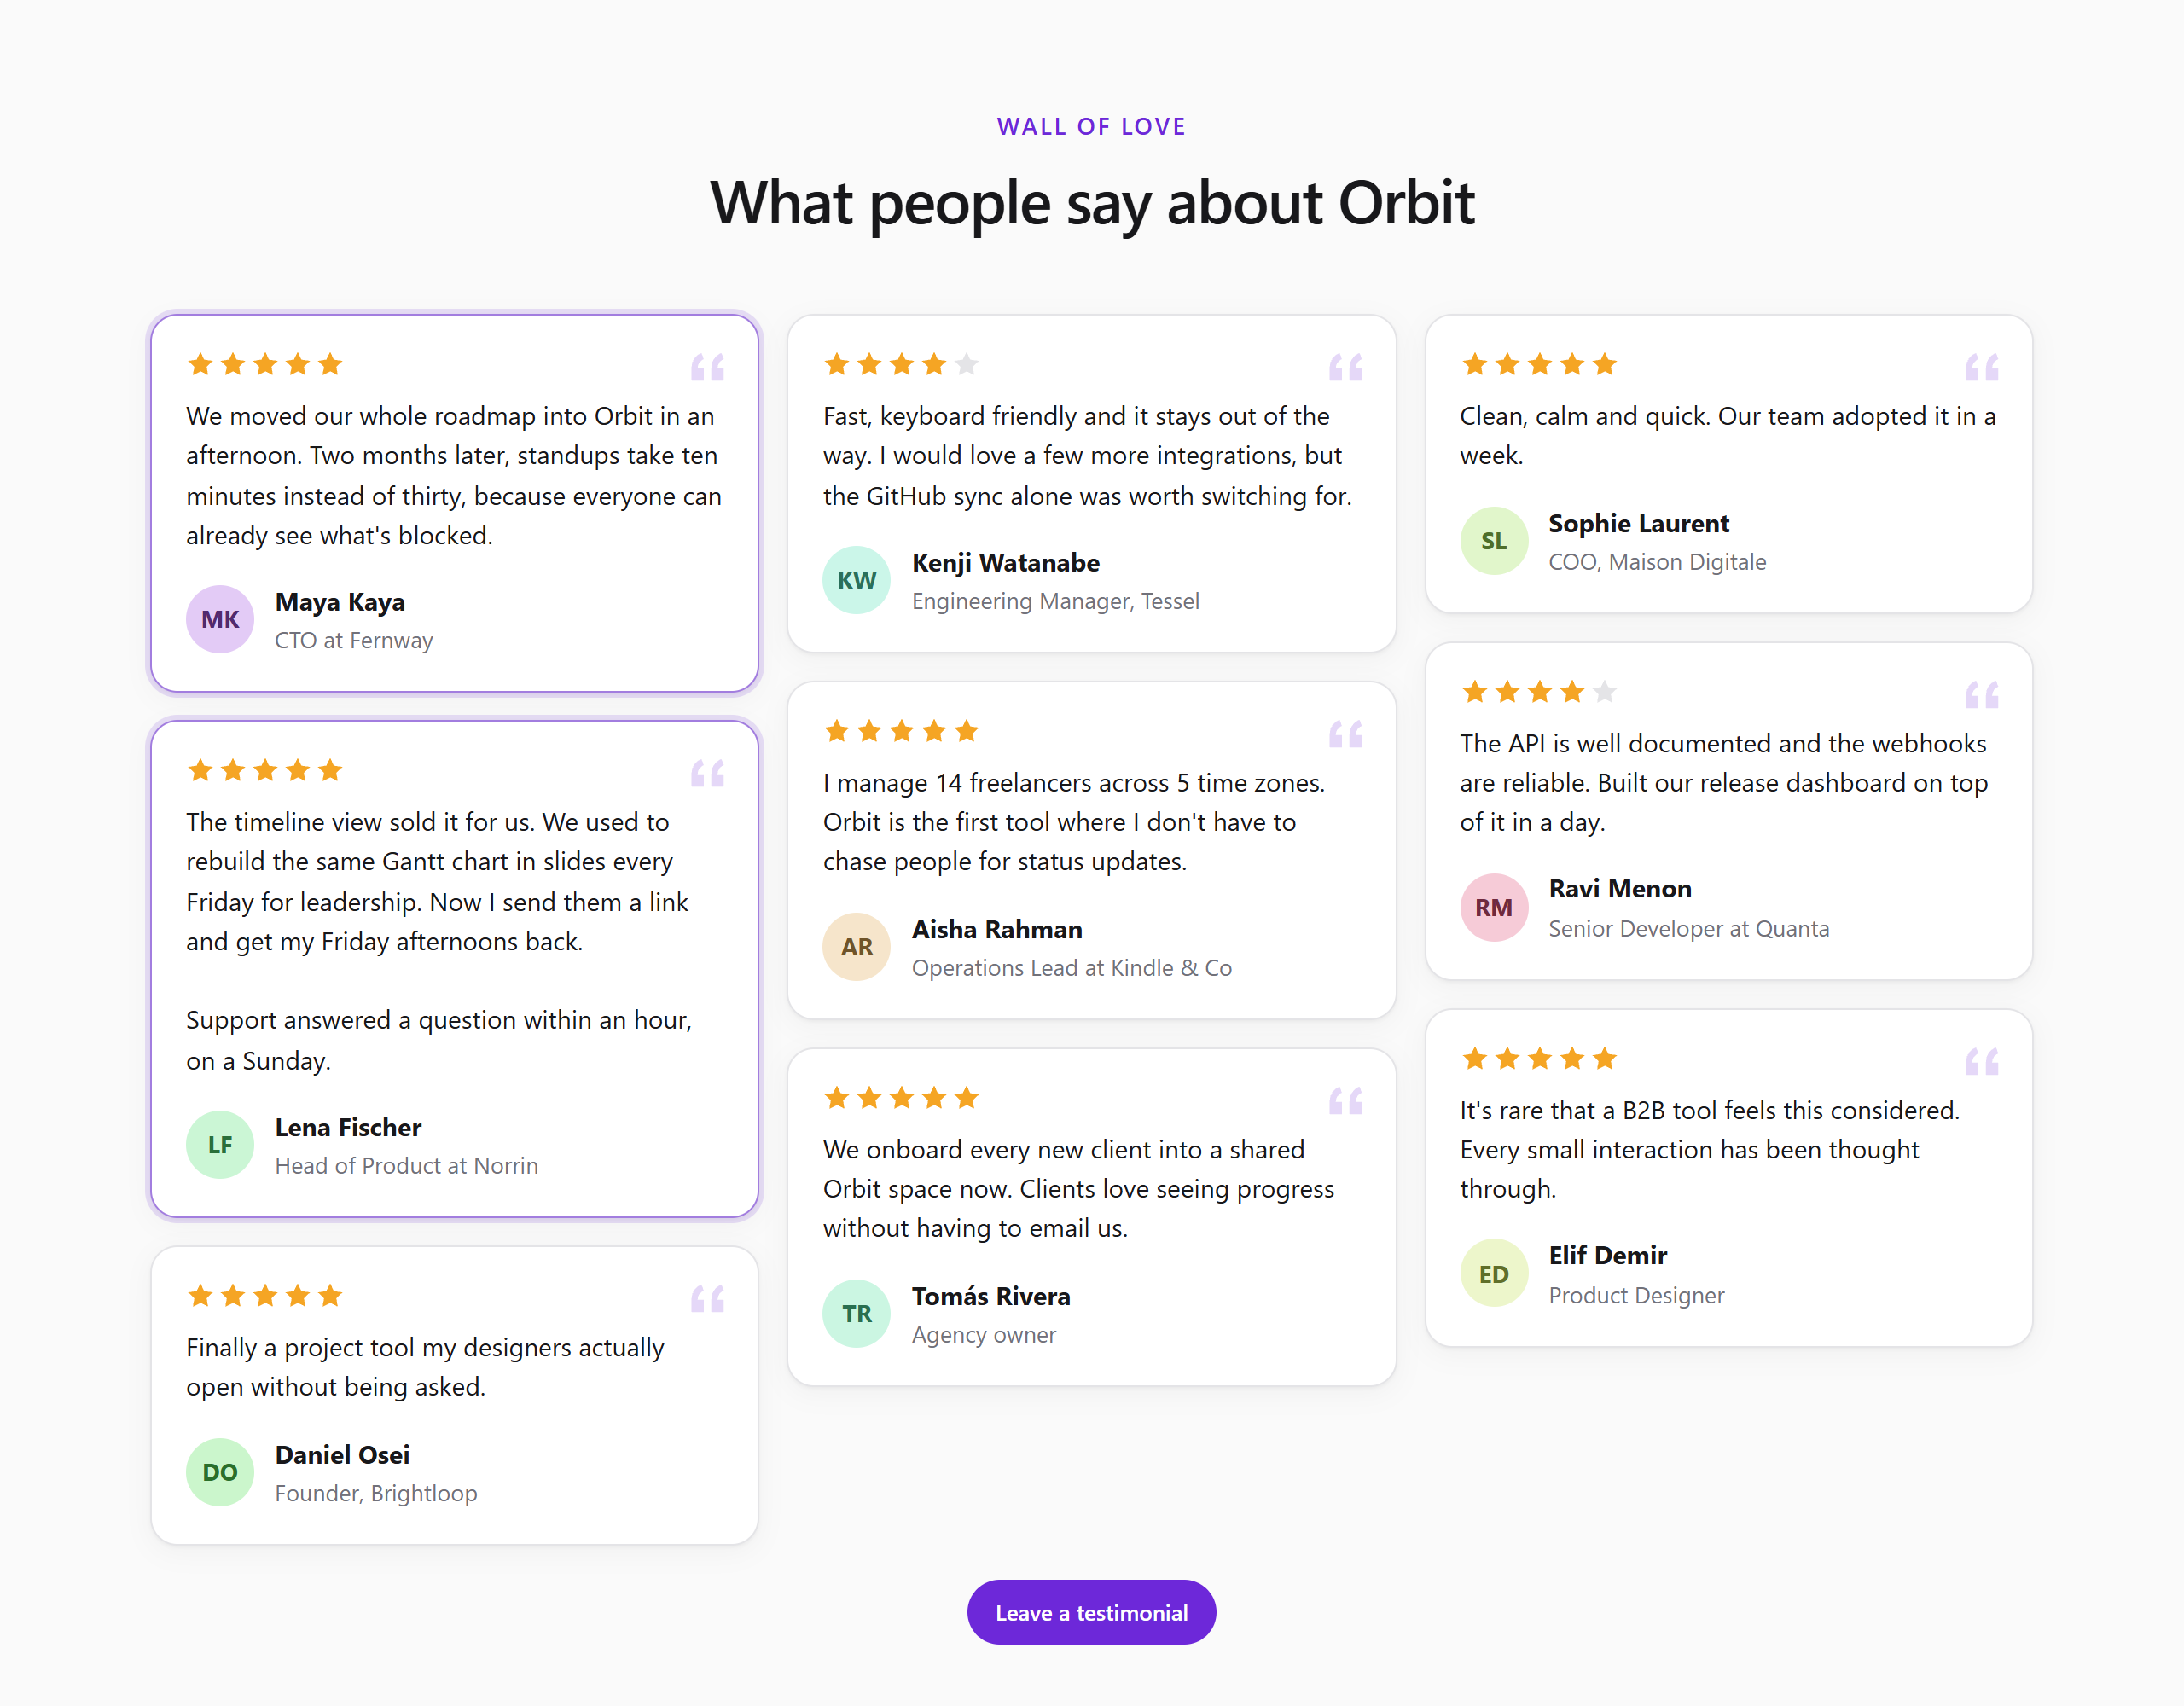 WALL OF LOVE
What people say about Orbit
We moved our whole roadmap into Orbit in an
afternoon. Two months later, standups take ten
minutes instead of thirty, because everyone can
already see what's blocked.
MK
Maya Kaya
CTO at Fernway
The timeline view sold it for us. We used to
rebuild the same Gantt chart in slides every
Friday for leadership. Now I send them a link
and get my Friday afternoons back.
Support answered a question within an hour,
on a Sunday.
LF
Lena Fischer
Head of Product at Norrin
Finally a project tool my designers actually
open without being asked.
DO
Daniel Osei
Founder, Brightloop
Fast, keyboard friendly and it stays out of the
way. I would love a few more integrations, but
the GitHub sync alone was worth switching for.
KW
Kenji Watanabe
Engineering Manager, Tessel
I manage 14 freelancers across 5 time zones.
Orbit is the first tool where I don't have to
chase people for status updates.
AR
Aisha Rahman
Operations Lead at Kindle & Co
We onboard every new client into a shared
Orbit space now. Clients love seeing progress
without having to email us.
TR
Tomás Rivera
Agency owner
Clean, calm and quick. Our team adopted it in a
week.
SL
Sophie Laurent
COO, Maison Digitale
The API is well documented and the webhooks
are reliable. Built our release dashboard on top
of it in a day.
RM
Ravi Menon
Senior Developer at Quanta
It's rare that a B2B tool feels this considered.
Every small interaction has been thought
through.
ED
Elif Demir
Product Designer
Leave a testimonial